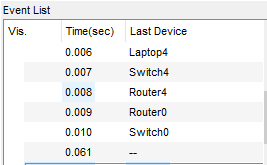 Event List
Vis. Time(sec) Last Device
0.006 Laptop4
0.007 Switch4
0.008 Router4
0.009 Router0
0.010 Switch0
0.061 --